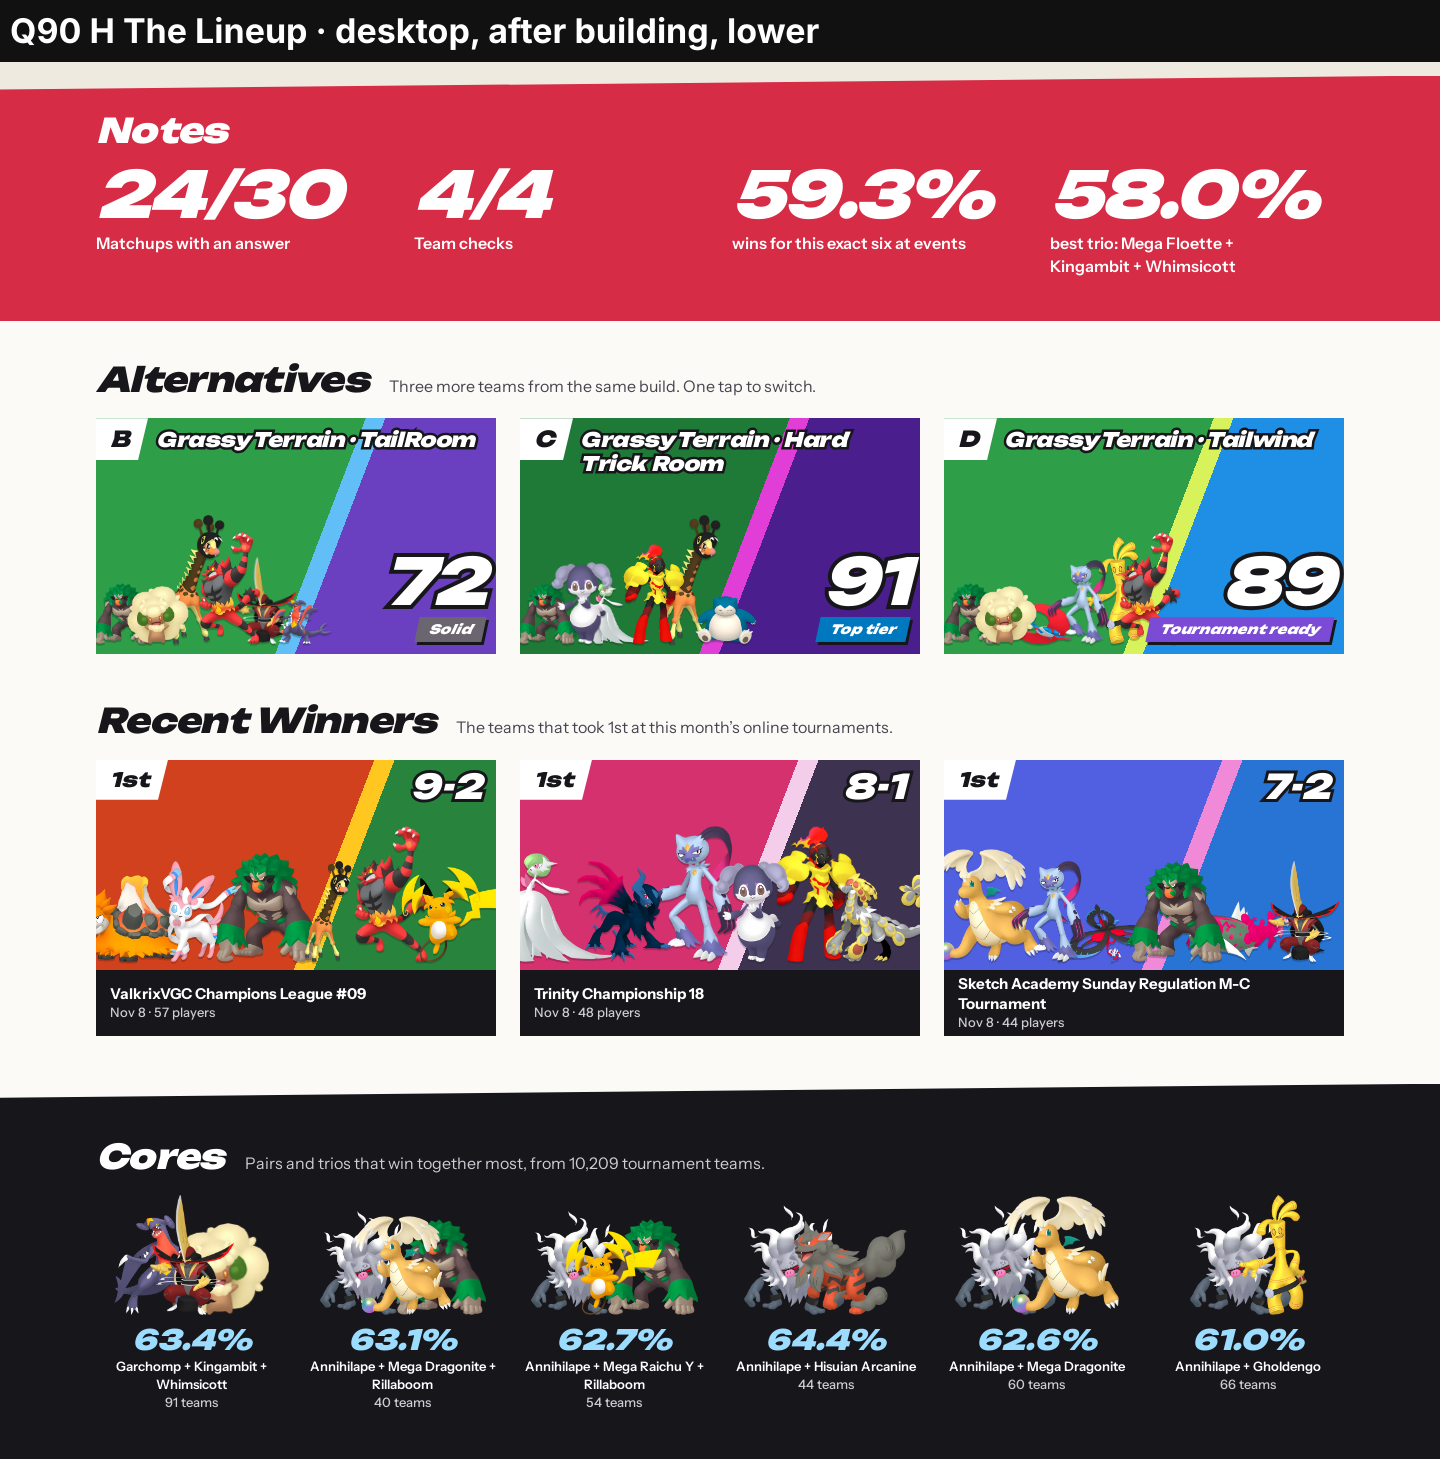 Q90 H The Lineup · desktop, after building, lower
Notes
24/30
Matchups with an answer
4/4
Team checks
59.3%
wins for this exact six at events
58.0%
best trio: Mega Floette +
Kingambit + Whimsicott
Alternatives
Three more teams from the same build. One tap to switch.
B
Grassy Terrain · TailRoom
72
Solid
C
Grassy Terrain · Hard
Trick Room
91
Top tier
D
Grassy Terrain · Tailwind
89
Tournament ready
Recent Winners
The teams that took 1st at this month’s online tournaments.
1st
9-2
ValkrixVGC Champions League #09
Nov 8 · 57 players
1st
8-1
Trinity Championship 18
Nov 8 · 48 players
1st
7-2
Sketch Academy Sunday Regulation M-C
Tournament
Nov 8 · 44 players
Cores
Pairs and trios that win together most, from 10,209 tournament teams.
63.4%
Garchomp + Kingambit +
Whimsicott
91 teams
63.1%
Annihilape + Mega Dragonite +
Rillaboom
40 teams
62.7%
Annihilape + Mega Raichu Y +
Rillaboom
54 teams
64.4%
Annihilape + Hisuian Arcanine
44 teams
62.6%
Annihilape + Mega Dragonite
60 teams
61.0%
Annihilape + Gholdengo
66 teams